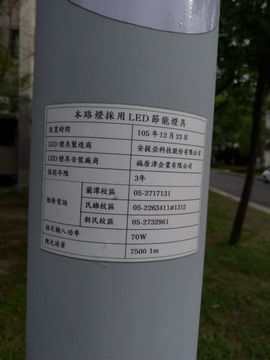 本路燈採用LED節能燈具
設置時間 105年12月23日
LED燈具製造商 安提亞科技股份有限公司
LED燈具安裝廠商 福原津企業有限公司
保固年限 3年
維修電話
蘭潭校區 05-2717131
民雄校區 05-2263411#1312
新民校區 05-2732961
額定輸入功率 70W
總光通量 7500 lm